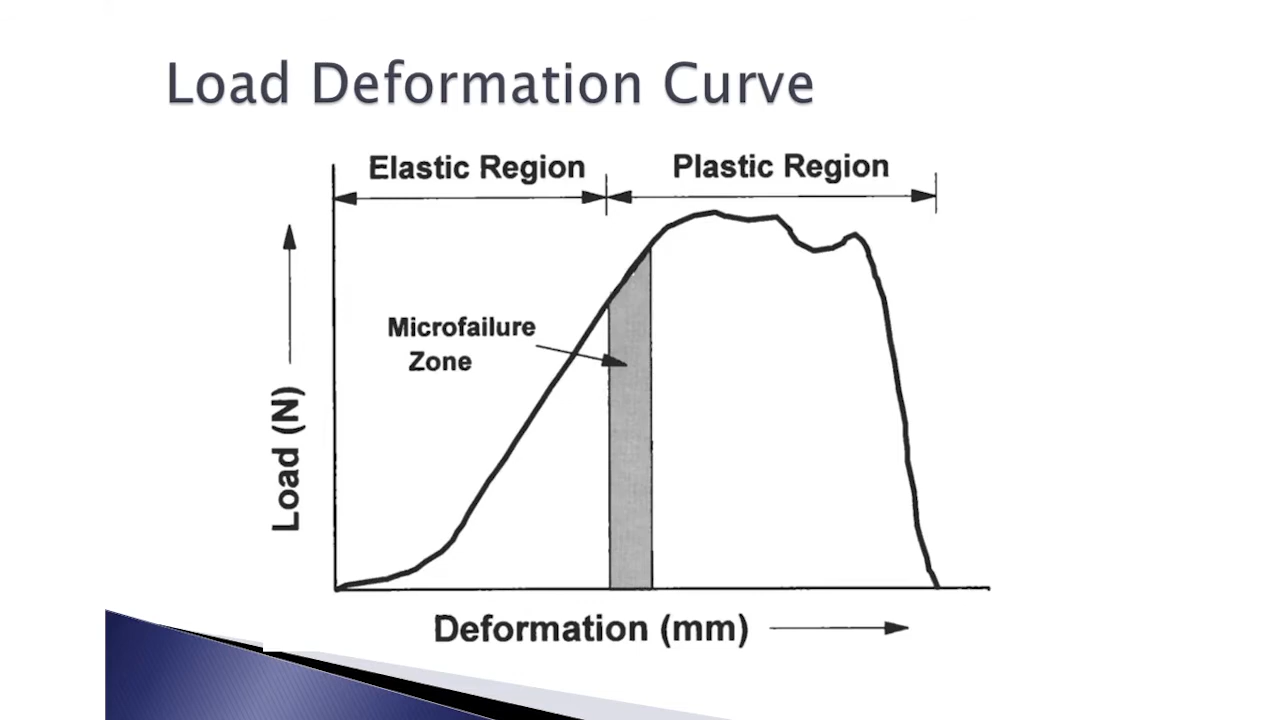 Load Deformation Curve
Elastic Region
Plastic Region
Microfailure
Zone
Load (N)
Deformation (mm)